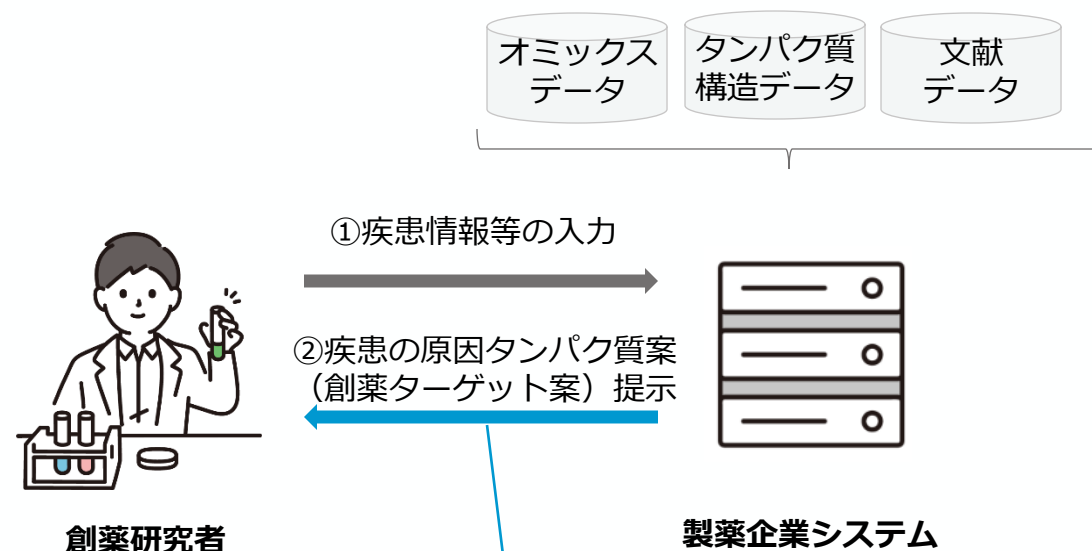 オミックス
データ
タンパク質
構造データ
文献
データ
①疾患情報等の入力
②疾患の原因タンパク質案
（創薬ターゲット案）提示
創薬研究者
製薬企業システム